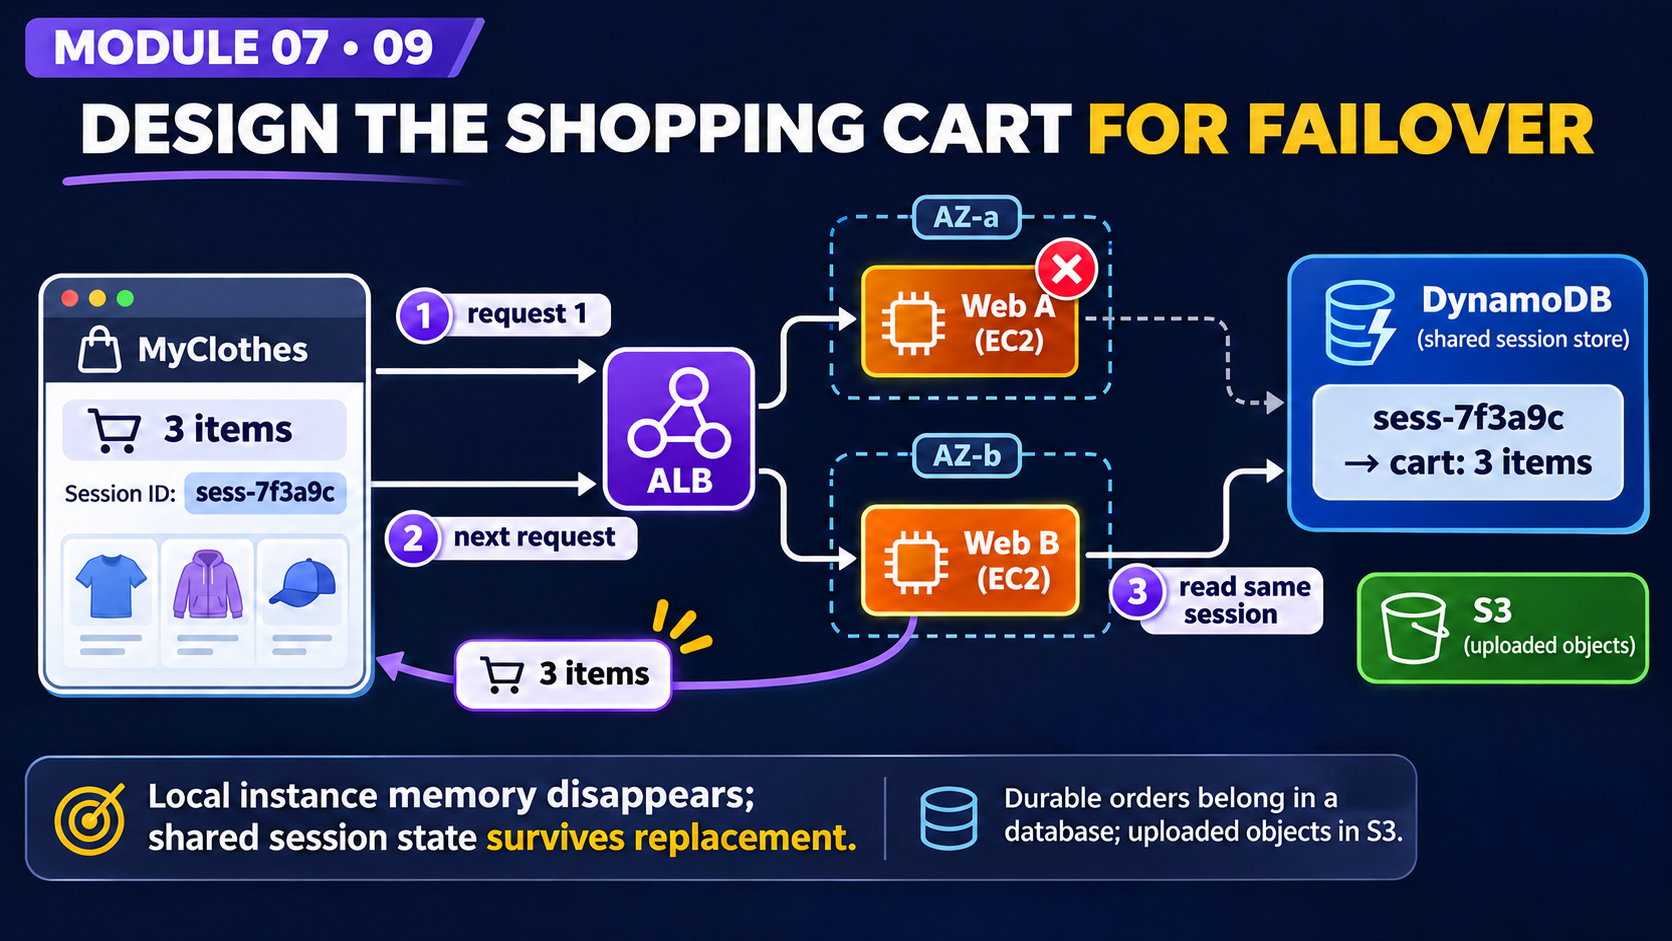 MODULE 07 • 09
DESIGN THE SHOPPING CART FOR FAILOVER
MyClothes
3 items
Session ID: sess-7f3a9c
1 request 1
2 next request
ALB
AZ-a
Web A
(EC2)
AZ-b
Web B
(EC2)
3 read same
session
3 items
DynamoDB
(shared session store)
sess-7f3a9c
→ cart: 3 items
S3
(uploaded objects)
Local instance memory disappears;
shared session state survives replacement.
Durable orders belong in a
database; uploaded objects in S3.